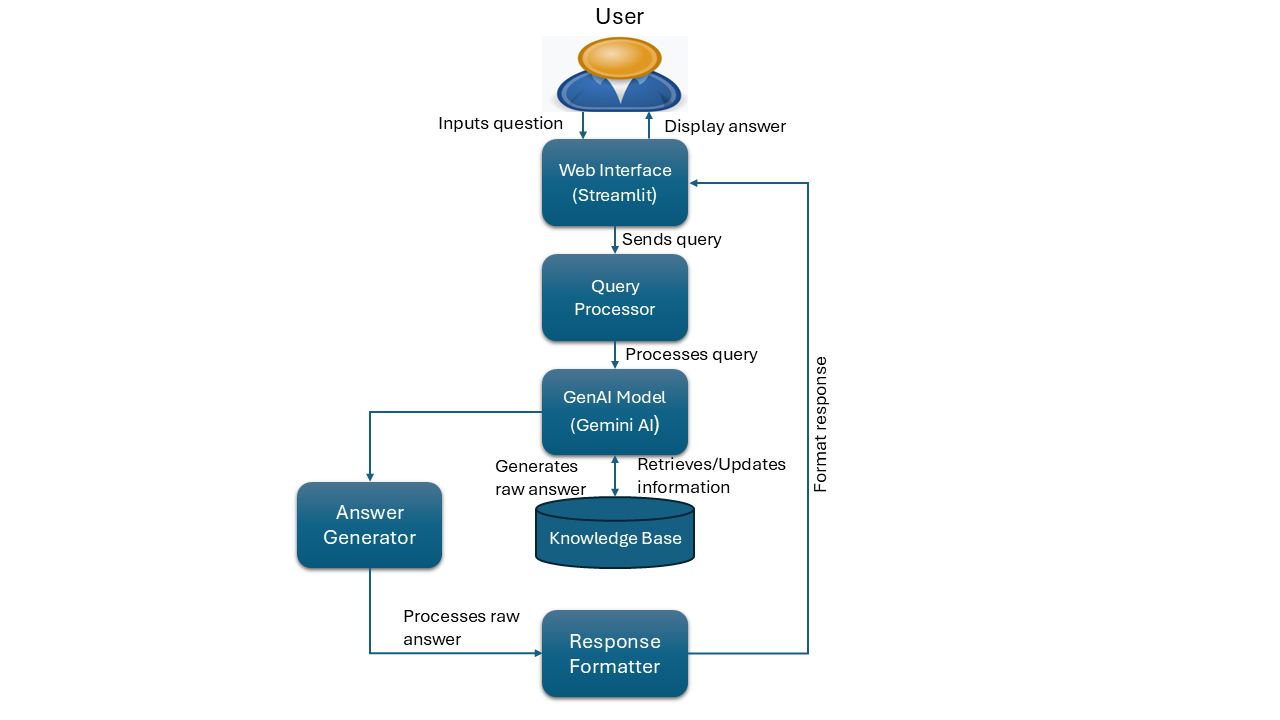 User
Inputs question
Display answer
Web Interface
(Streamlit)
Sends query
Query
Processor
Processes query
GenAI Model
(Gemini AI)
Generates
raw answer
Retrieves/Updates
information
Format response
Answer
Generator
Knowledge Base
Processes raw
answer
Response
Formatter